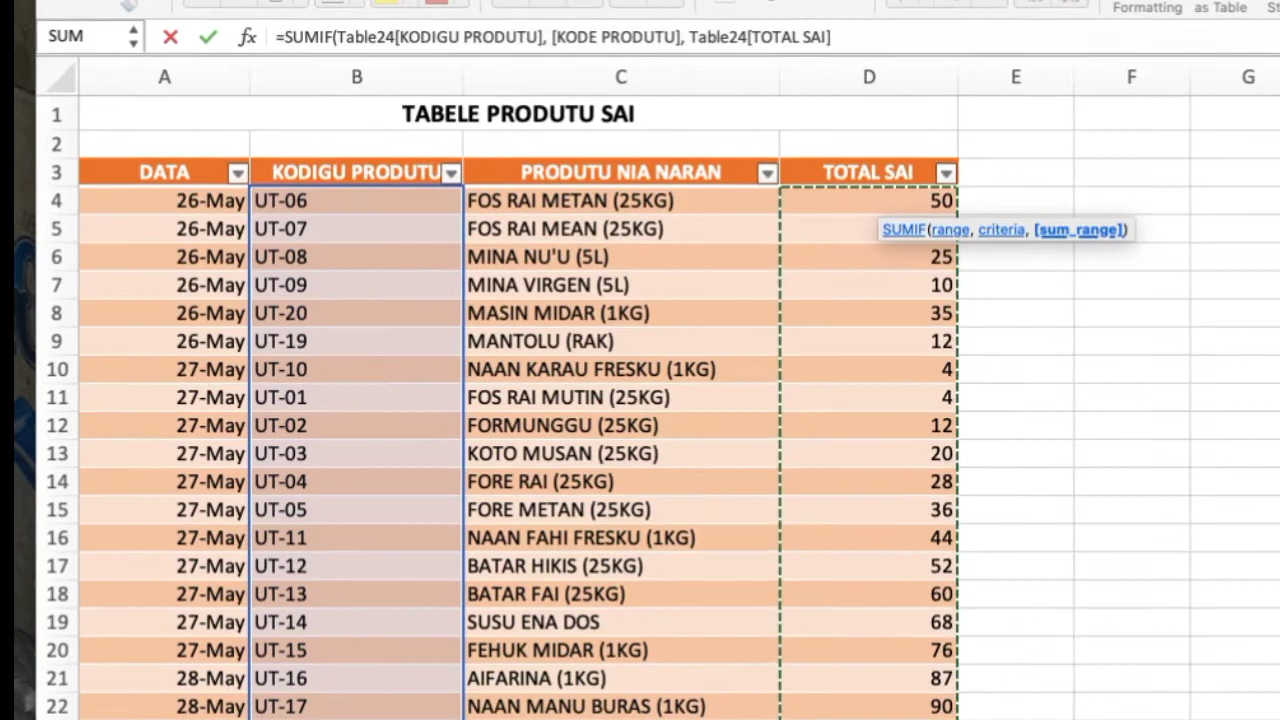 Formatting as Table
SUM fx =SUMIF(Table24[KODIGU PRODUTU], [KODE PRODUTU], Table24[TOTAL SAI]
A B C D E F G
1 TABELE PRODUTU SAI
2
3 DATA KODIGU PRODUTU PRODUTU NIA NARAN TOTAL SAI
4 26-May UT-06 FOS RAI METAN (25KG) 50
5 26-May UT-07 FOS RAI MEAN (25KG)
SUMIF(range, criteria, [sum_range])
6 26-May UT-08 MINA NU'U (5L) 25
7 26-May UT-09 MINA VIRGEN (5L) 10
8 26-May UT-20 MASIN MIDAR (1KG) 35
9 26-May UT-19 MANTOLU (RAK) 12
10 27-May UT-10 NAAN KARAU FRESKU (1KG) 4
11 27-May UT-01 FOS RAI MUTIN (25KG) 4
12 27-May UT-02 FORMUNGGU (25KG) 12
13 27-May UT-03 KOTO MUSAN (25KG) 20
14 27-May UT-04 FORE RAI (25KG) 28
15 27-May UT-05 FORE METAN (25KG) 36
16 27-May UT-11 NAAN FAHI FRESKU (1KG) 44
17 27-May UT-12 BATAR HIKIS (25KG) 52
18 27-May UT-13 BATAR FAI (25KG) 60
19 27-May UT-14 SUSU ENA DOS 68
20 27-May UT-15 FEHUK MIDAR (1KG) 76
21 28-May UT-16 AIFARINA (1KG) 87
22 28-May UT-17 NAAN MANU BURAS (1KG) 90